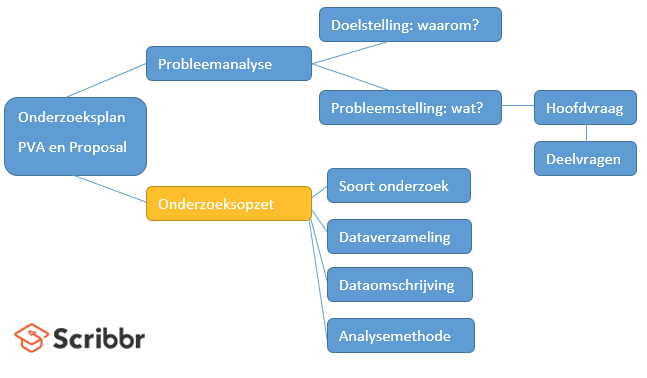 Doelstelling: waarom?
Probleemanalyse
Probleemstelling: wat?
Hoofdvraag
Onderzoeksplan
PVA en Proposal
Deelvragen
Soort onderzoek
Onderzoeksopzet
Dataverzameling
Dataomschrijving
Analysemethode
Scribbr